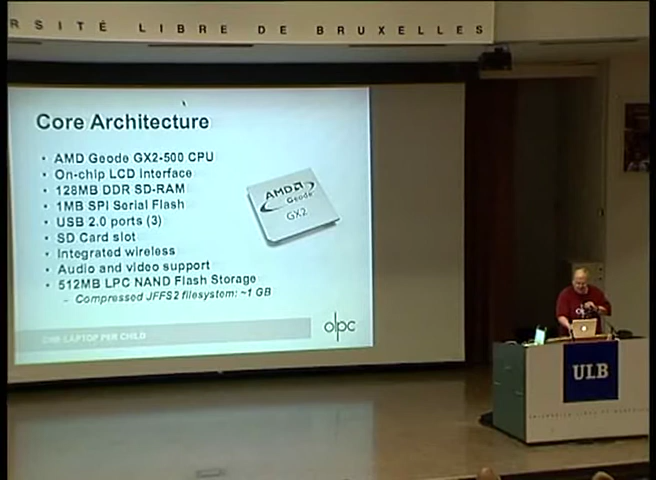 RSITÉ LIBRE DE BRUXELLES
Core Architecture
• AMD Geode GX2-500 CPU
• On-chip LCD interface
• 128MB DDR SD-RAM
• 1MB SPI Serial Flash
• USB 2.0 ports (3)
• SD Card slot
• Integrated wireless
• Audio and video support
• 512MB LPC NAND Flash Storage
– Compressed JFFS2 filesystem: ~1 GB
AMD
Geode
GX2
ONE LAPTOP PER CHILD
olpc
ULB